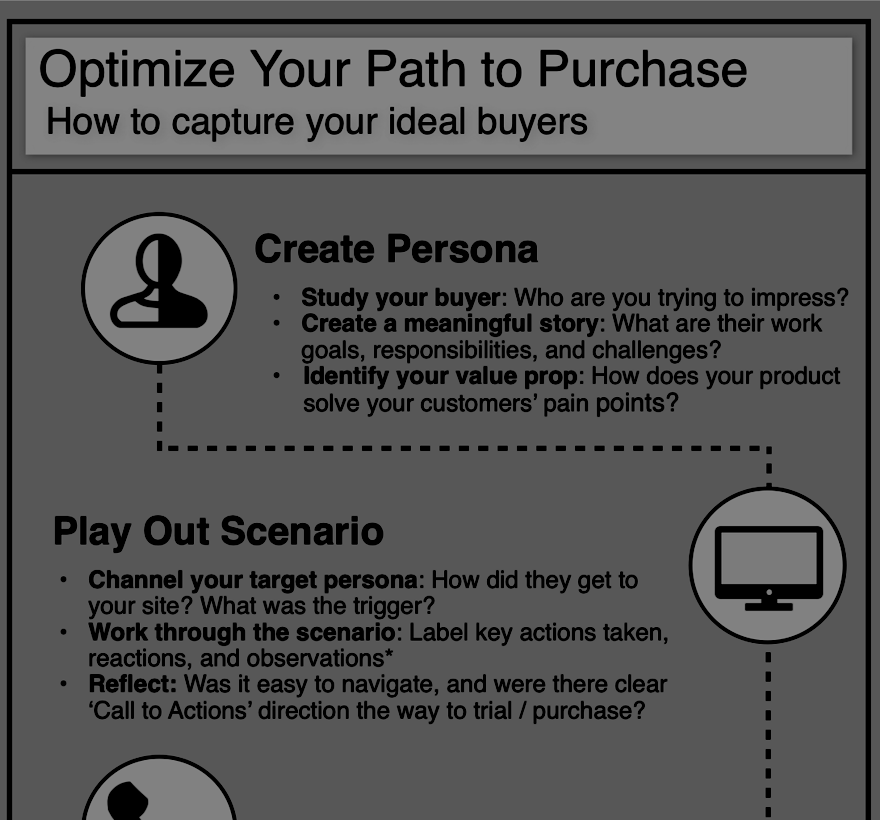 Optimize Your Path to Purchase
How to capture your ideal buyers
Create Persona
• Study your buyer: Who are you trying to impress?
• Create a meaningful story: What are their work
goals, responsibilities, and challenges?
• Identify your value prop: How does your product
solve your customers’ pain points?
Play Out Scenario
• Channel your target persona: How did they get to
your site? What was the trigger?
• Work through the scenario: Label key actions taken,
reactions, and observations*
• Reflect: Was it easy to navigate, and were there clear
‘Call to Actions’ direction the way to trial / purchase?